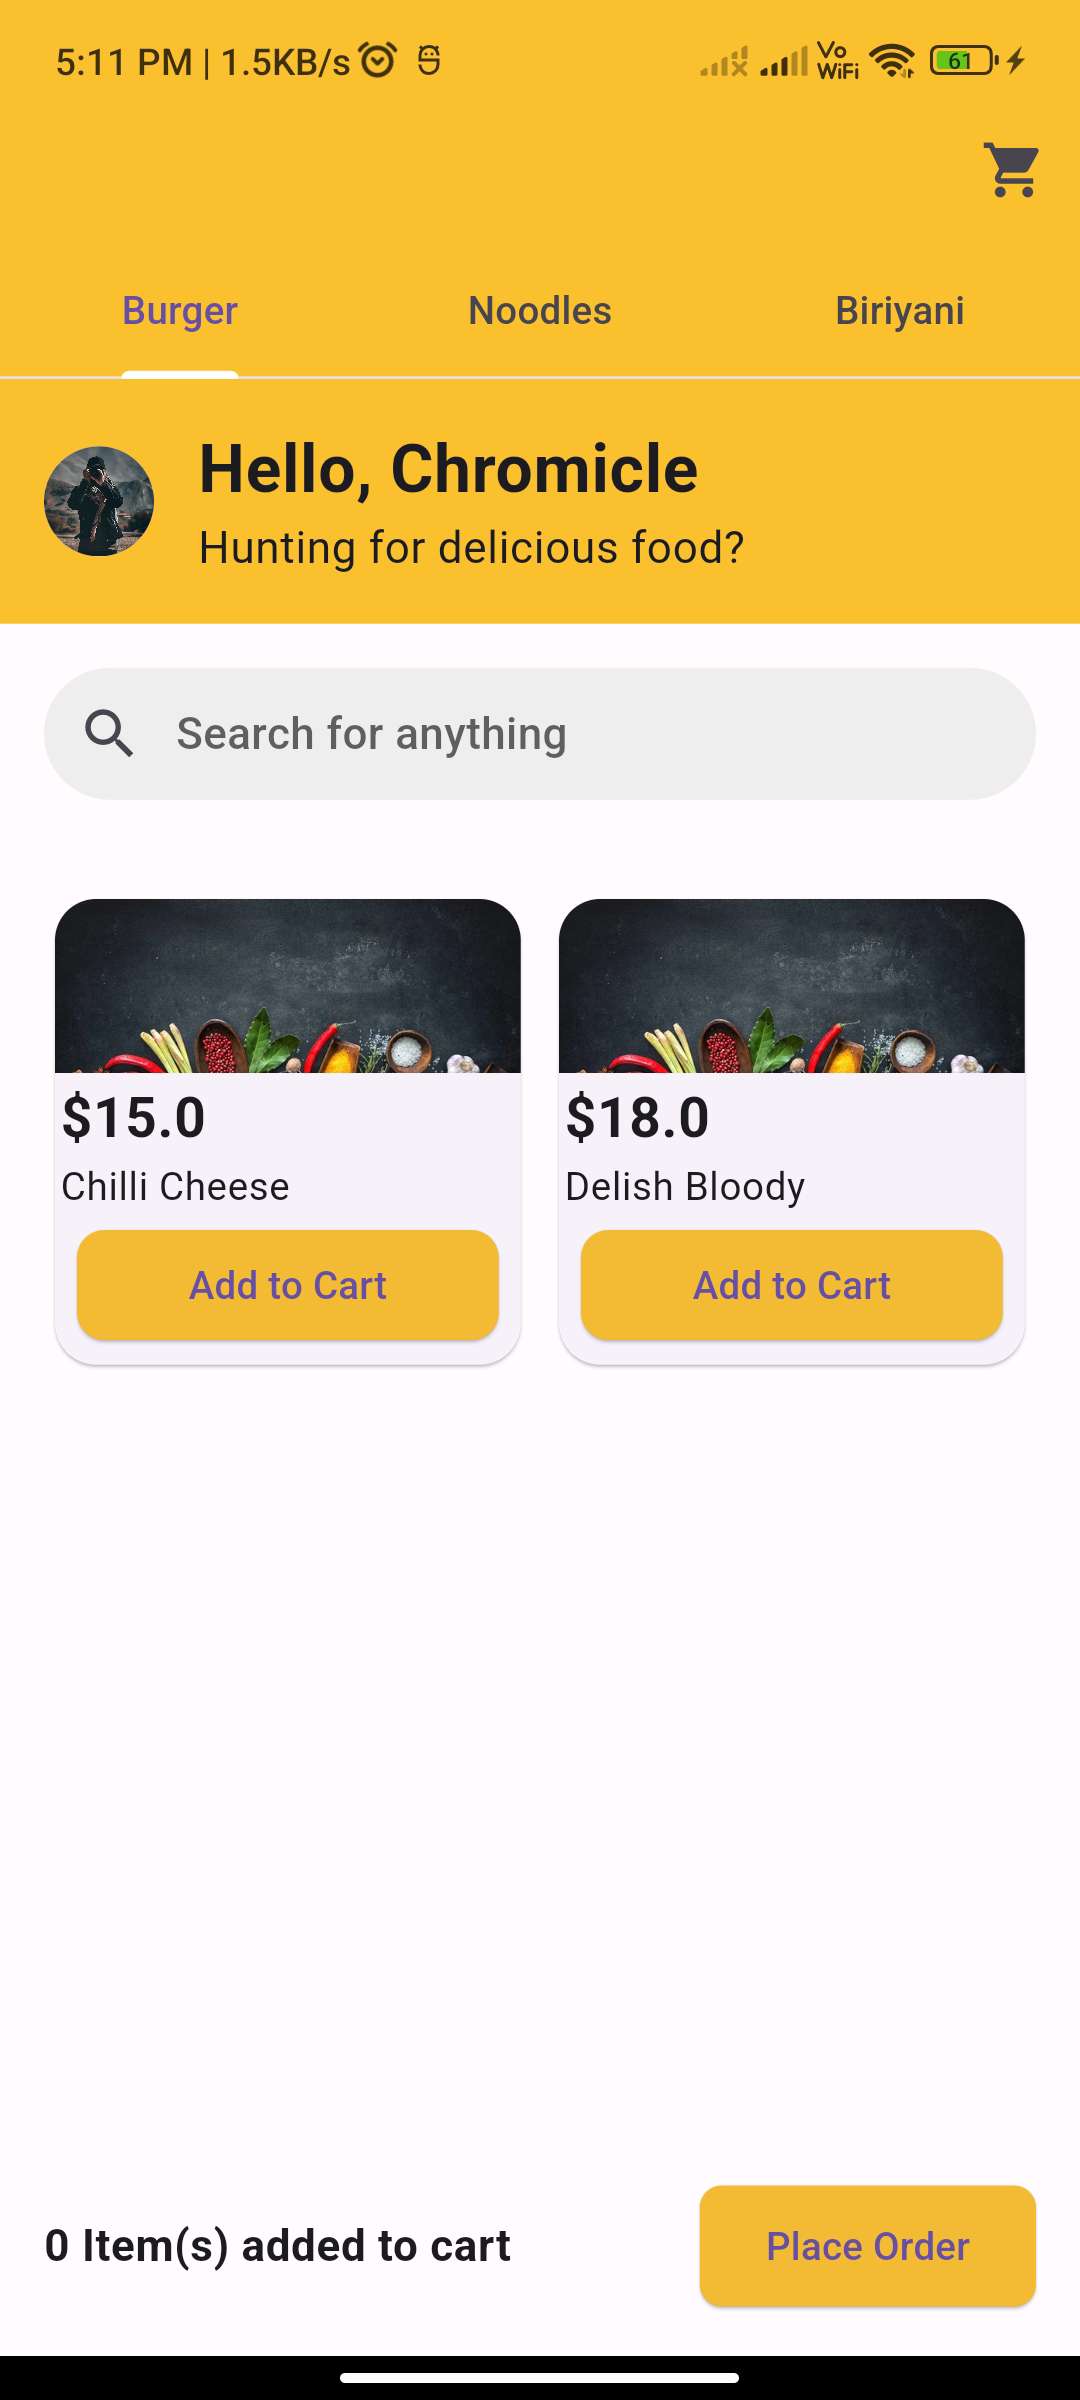 5:11 PM | 1.5KB/s Vo WiFi 61
Burger Noodles Biriyani
Hello, Chromicle
Hunting for delicious food?
Search for anything
$15.0 $18.0
Chilli Cheese Delish Bloody
Add to Cart Add to Cart
0 Item(s) added to cart Place Order